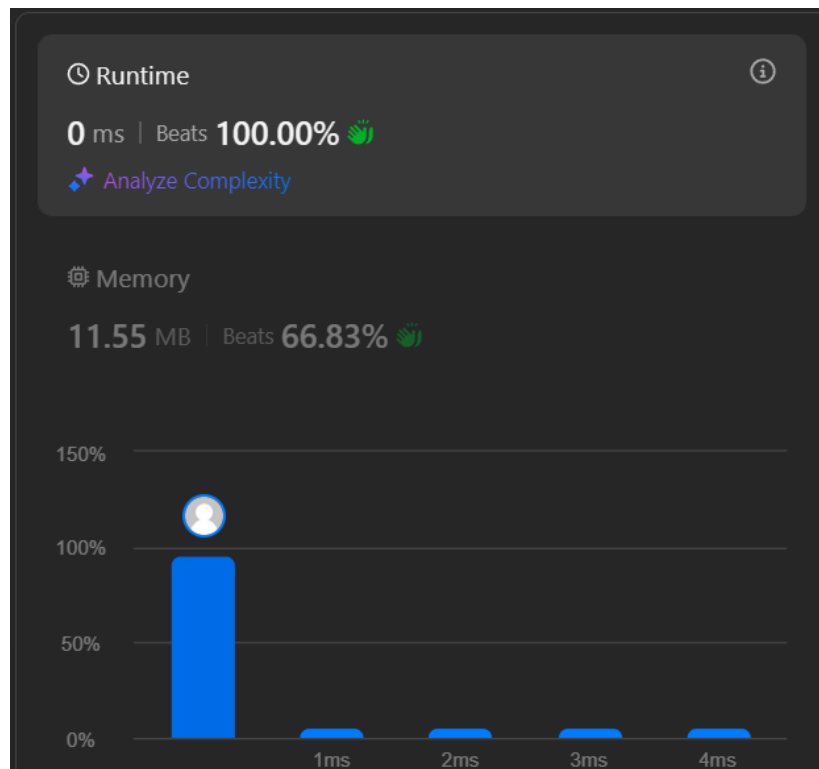 Runtime
0 ms | Beats 100.00%
Analyze Complexity
Memory
11.55 MB | Beats 66.83%
150%
100%
50%
0%
1ms 2ms 3ms 4ms